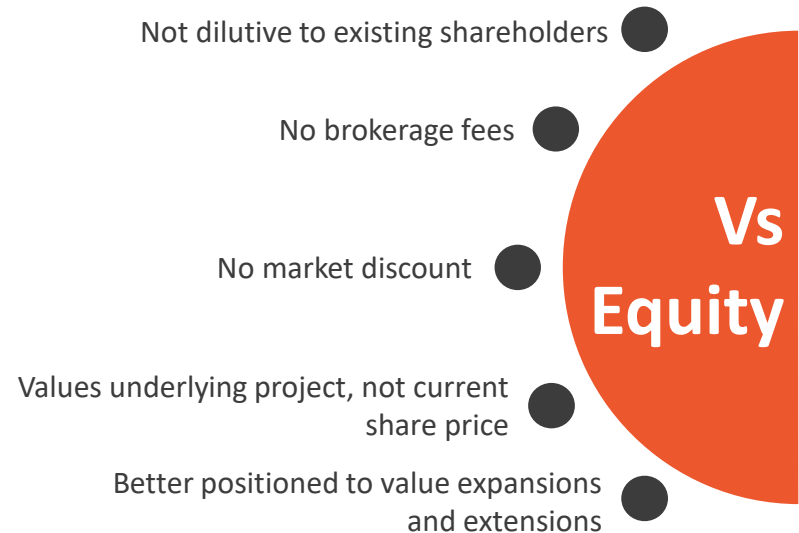 Not dilutive to existing shareholders
No brokerage fees
No market discount
Values underlying project, not current
share price
Better positioned to value expansions
and extensions
Vs
Equity